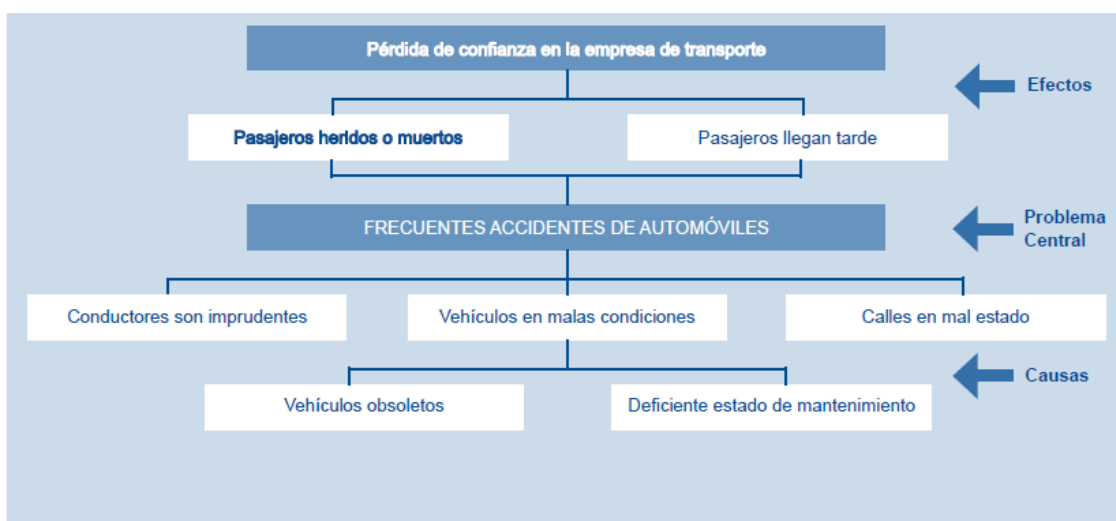 Pérdida de confianza en la empresa de transporte
Efectos
Pasajeros heridos o muertos
Pasajeros llegan tarde
FRECUENTES ACCIDENTES DE AUTOMÓVILES
Problema
Central
Conductores son imprudentes
Vehículos en malas condiciones
Calles en mal estado
Causas
Vehículos obsoletos
Deficiente estado de mantenimiento